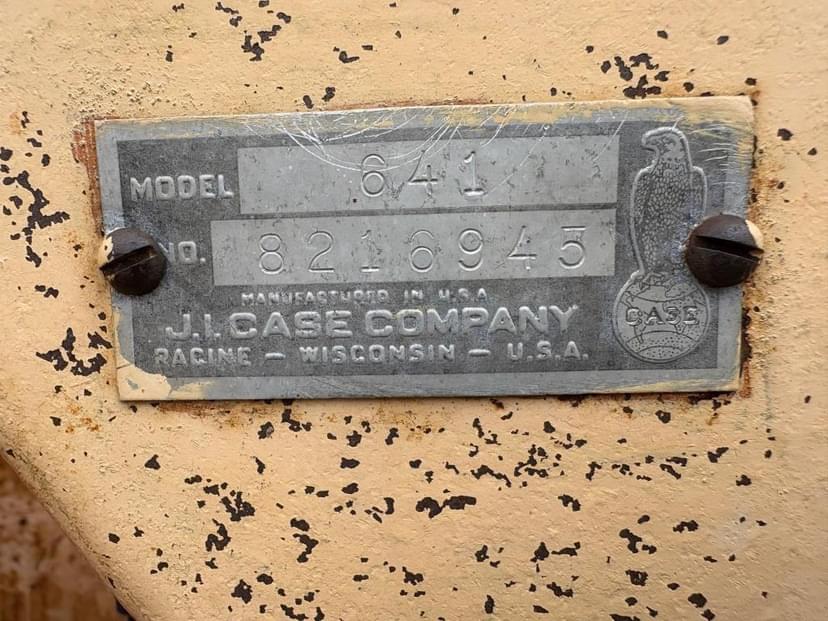 MODEL 641
NO. 8216945
MANUFACTURED IN U.S.A.
J.I. CASE COMPANY
RACINE - WISCONSIN - U.S.A.
CASE